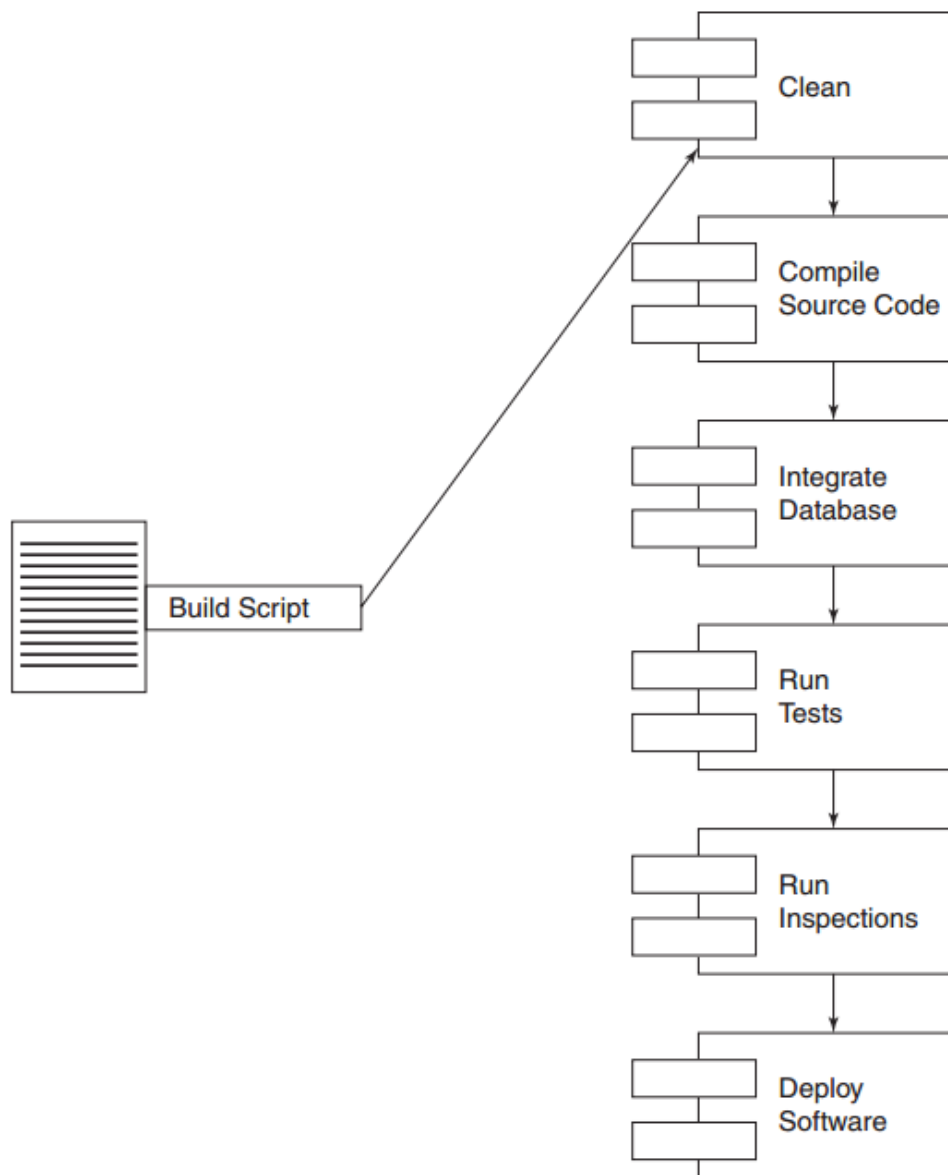 Clean
Compile
Source Code
Integrate
Database
Build Script
Run
Tests
Run
Inspections
Deploy
Software